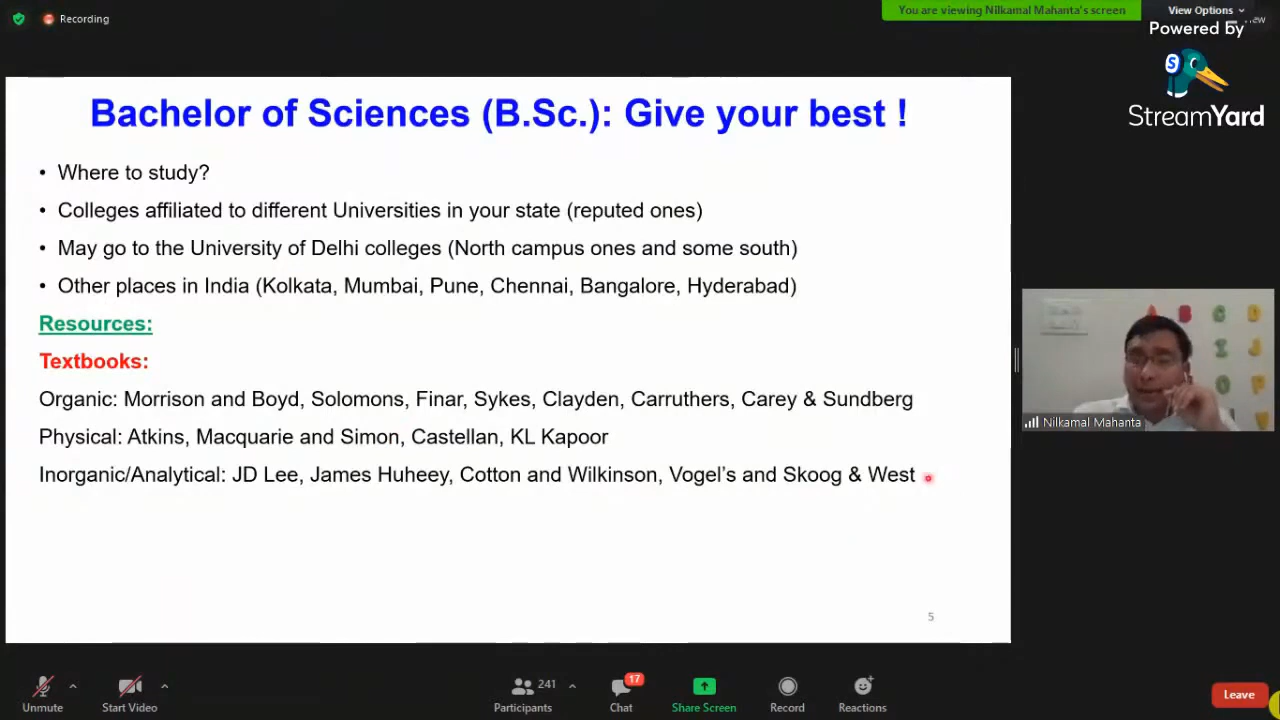 Recording
You are viewing Nilkamal Mahanta's screen
View Options
View
Powered by
S
StreamYard
Bachelor of Sciences (B.Sc.): Give your best !
• Where to study?
• Colleges affiliated to different Universities in your state (reputed ones)
• May go to the University of Delhi colleges (North campus ones and some south)
• Other places in India (Kolkata, Mumbai, Pune, Chennai, Bangalore, Hyderabad)
Resources:
Textbooks:
Organic: Morrison and Boyd, Solomons, Finar, Sykes, Clayden, Carruthers, Carey & Sundberg
Physical: Atkins, Macquarie and Simon, Castellan, KL Kapoor
Inorganic/Analytical: JD Lee, James Huheey, Cotton and Wilkinson, Vogel’s and Skoog & West
5
A B C D
I J
O P
Nilkamal Mahanta
Unmute
Start Video
241
Participants
17
Chat
Share Screen
Record
Reactions
Leave